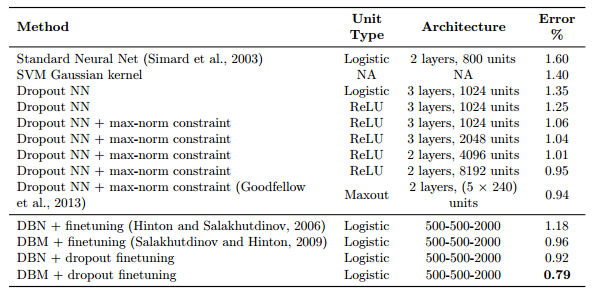 Method Unit Type Architecture Error %
Standard Neural Net (Simard et al., 2003) Logistic 2 layers, 800 units 1.60
SVM Gaussian kernel NA NA 1.40
Dropout NN Logistic 3 layers, 1024 units 1.35
Dropout NN ReLU 3 layers, 1024 units 1.25
Dropout NN + max-norm constraint ReLU 3 layers, 1024 units 1.06
Dropout NN + max-norm constraint ReLU 3 layers, 2048 units 1.04
Dropout NN + max-norm constraint ReLU 2 layers, 4096 units 1.01
Dropout NN + max-norm constraint ReLU 2 layers, 8192 units 0.95
Dropout NN + max-norm constraint (Goodfellow et al., 2013) Maxout 2 layers, (5 × 240) units 0.94
DBN + finetuning (Hinton and Salakhutdinov, 2006) Logistic 500-500-2000 1.18
DBM + finetuning (Salakhutdinov and Hinton, 2009) Logistic 500-500-2000 0.96
DBN + dropout finetuning Logistic 500-500-2000 0.92
DBM + dropout finetuning Logistic 500-500-2000 0.79